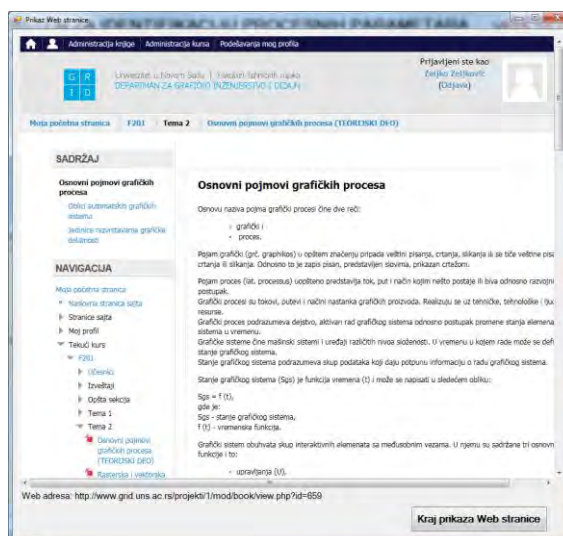 Prikaz Web stranice
ZA IDENTIFIKACIJU PROCESNIH PARAMETARA
Administracija knjige Administracija kursa Podešavanja mog profila
GRID
Univerzitet u Novom Sadu | Fakultet tehničkih nauka
DEPARTMAN ZA GRAFIČKO INŽENJERSTVO I DIZAJN
Prijavljeni ste kao
Željko Zeljković
(Odjava)
Moja početna stranica F201 Tema 2 Osnovni pojmovi grafičkih procesa (TEORIJSKI DEO)
SADRŽAJ
Osnovni pojmovi grafičkih
procesa
Oblici automatskih grafičkih
sistema
Jedinice razvrstavanja grafičke
delatnosti
NAVIGACIJA
Moja početna stranica
Naslovna stranica sajta
Stranice sajta
Moj profil
Tekući kurs
F201
Učesnici
Izveštaji
Opšta sekcija
Tema 1
Tema 2
Osnovni pojmovi
grafičkih procesa
(TEORIJSKI DEO)
Rasterska i vektorska
Osnovni pojmovi grafičkih procesa
Osnovu naziva pojma grafički procesi čine dve reči:
- grafički i
- proces.
Pojam grafički (grč. graphikos) u opštem značenju pripada veštini pisanja, crtanja, slikanja ili se tiče veštine pisa
crtanja ili slikanja. Odnosno to je zapis pisan, predstavljen slovima, prikazan crtežom.
Pojam proces (lat. processus) uopšteno predstavlja tok, put i način kojim nešto postaje ili biva odnosno razvojni
postupak.
Grafički procesi su tokovi, putevi i načini nastanka grafičkih proizvoda. Realizuju se uz tehničke, tehnološke i ljuc
resurse.
Grafički proces podrazumeva dejstvo, aktivan rad grafičkog sistema odnosno postupak promene stanja elemena
sistema u vremenu.
Grafičke sisteme čine mašinski sistemi i uređaji različitih nivoa složenosti. U vremenu u kojem rade može se defi
stanje grafičkog sistema.
Stanje grafičkog sistema podrazumeva skup podataka koji daju potpunu informaciju o radu grafičkog sistema.
Stanje grafičkog sistema (Sgs) je funkcija vremena (t) i može se napisati u sledećem obliku:
Sgs = f (t),
gde je:
Sgs - stanje grafičkog sistema,
f (t) - vremenska funkcija.
Grafički sistem obuhvata skup interaktivnih elemenata sa međusobnim vezama. U njemu su sadržane tri osnovn
funkcije i to:
- upravljanja (U),
Web adresa: http://www.grid.uns.ac.rs/projekti/1/mod/book/view.php?id=659
Kraj prikaza Web stranice